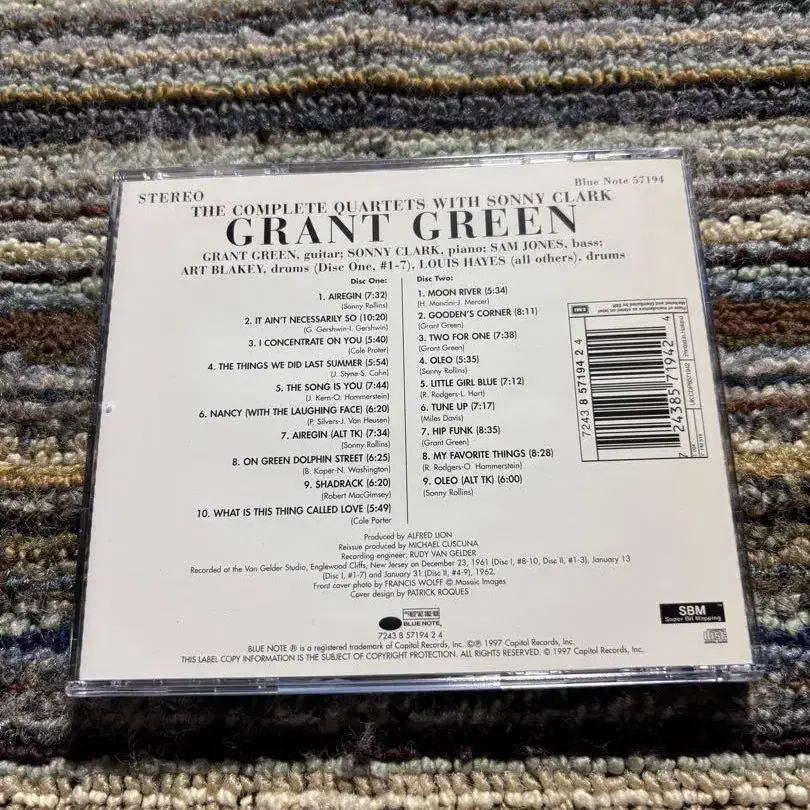 STEREO
Blue Note 57194
THE COMPLETE QUARTETS WITH SONNY CLARK
GRANT GREEN
GRANT GREEN, guitar; SONNY CLARK, piano; SAM JONES, bass;
ART BLAKEY, drums (Disc One, #1-7), LOUIS HAYES (all others), drums
Disc One:
1. AIREGIN (7:32)
(Sonny Rollins)
2. IT AIN'T NECESSARILY SO (10:20)
(G. Gershwin-I. Gershwin)
3. I CONCENTRATE ON YOU (5:40)
(Cole Proter)
4. THE THINGS WE DID LAST SUMMER (5:54)
(J. Styne-S. Cahn)
5. THE SONG IS YOU (7:44)
(J. Kern-O. Hammerstein)
6. NANCY (WITH THE LAUGHING FACE) (6:20)
(P. Silvers-J. Van Heusen)
7. AIREGIN (ALT TK) (7:34)
(Sonny Rollins)
8. ON GREEN DOLPHIN STREET (6:25)
(B. Kaper-N. Washington)
9. SHADRACK (6:20)
(Robert MacGimsey)
10. WHAT IS THIS THING CALLED LOVE (5:49)
(Cole Porter
Disc Two:
1. MOON RIVER (5:34)
(H. Mancini-J. Mercer)
2. GOODEN'S CORNER (8:11)
(Grant Green)
3. TWO FOR ONE (7:38)
(Grant Green)
4. OLEO (5:35)
(Sonny Rollins)
5. LITTLE GIRL BLUE (7:12)
(R. Rodgers-L. Hart)
6. TUNE UP (7:17)
(Miles Davis)
7. HIP FUNK (8:35)
(Grant Green)
8. MY FAVORITE THINGS (8:28)
(R. Rodgers-O. Hammerstein)
9. OLEO (ALT TK) (6:00)
(Sonny Rollins)
EMI
7243 8 57194 2 4
7 24385 71942 4
Printed in Holland
Produced by ALFRED LION
Reissue produced by MICHAEL CUSCUNA
Recording engineer: RUDY VAN GELDER
Recorded at the Van Gelder Studio, Englewood Cliffs, New Jersey on December 23, 1961 (Disc I, #8-10, Disc II, #1-3), January 13
(Disc I, #1-7) and January 31 (Disc II, #4-9), 1962.
Front cover photo by FRANCIS WOLFF © Mosaic Images
Cover design by PATRICK ROQUES
BLUE NOTE
7243 8 57194 2 4
SBM
Super Bit Mapping
BLUE NOTE ® is a registered trademark of Capitol Records, Inc. ©℗ 1997 Capitol Records, Inc.
THIS LABEL COPY INFORMATION IS THE SUBJECT OF COPYRIGHT PROTECTION. ALL RIGHTS RESERVED. © 1997 Capitol Records, Inc.